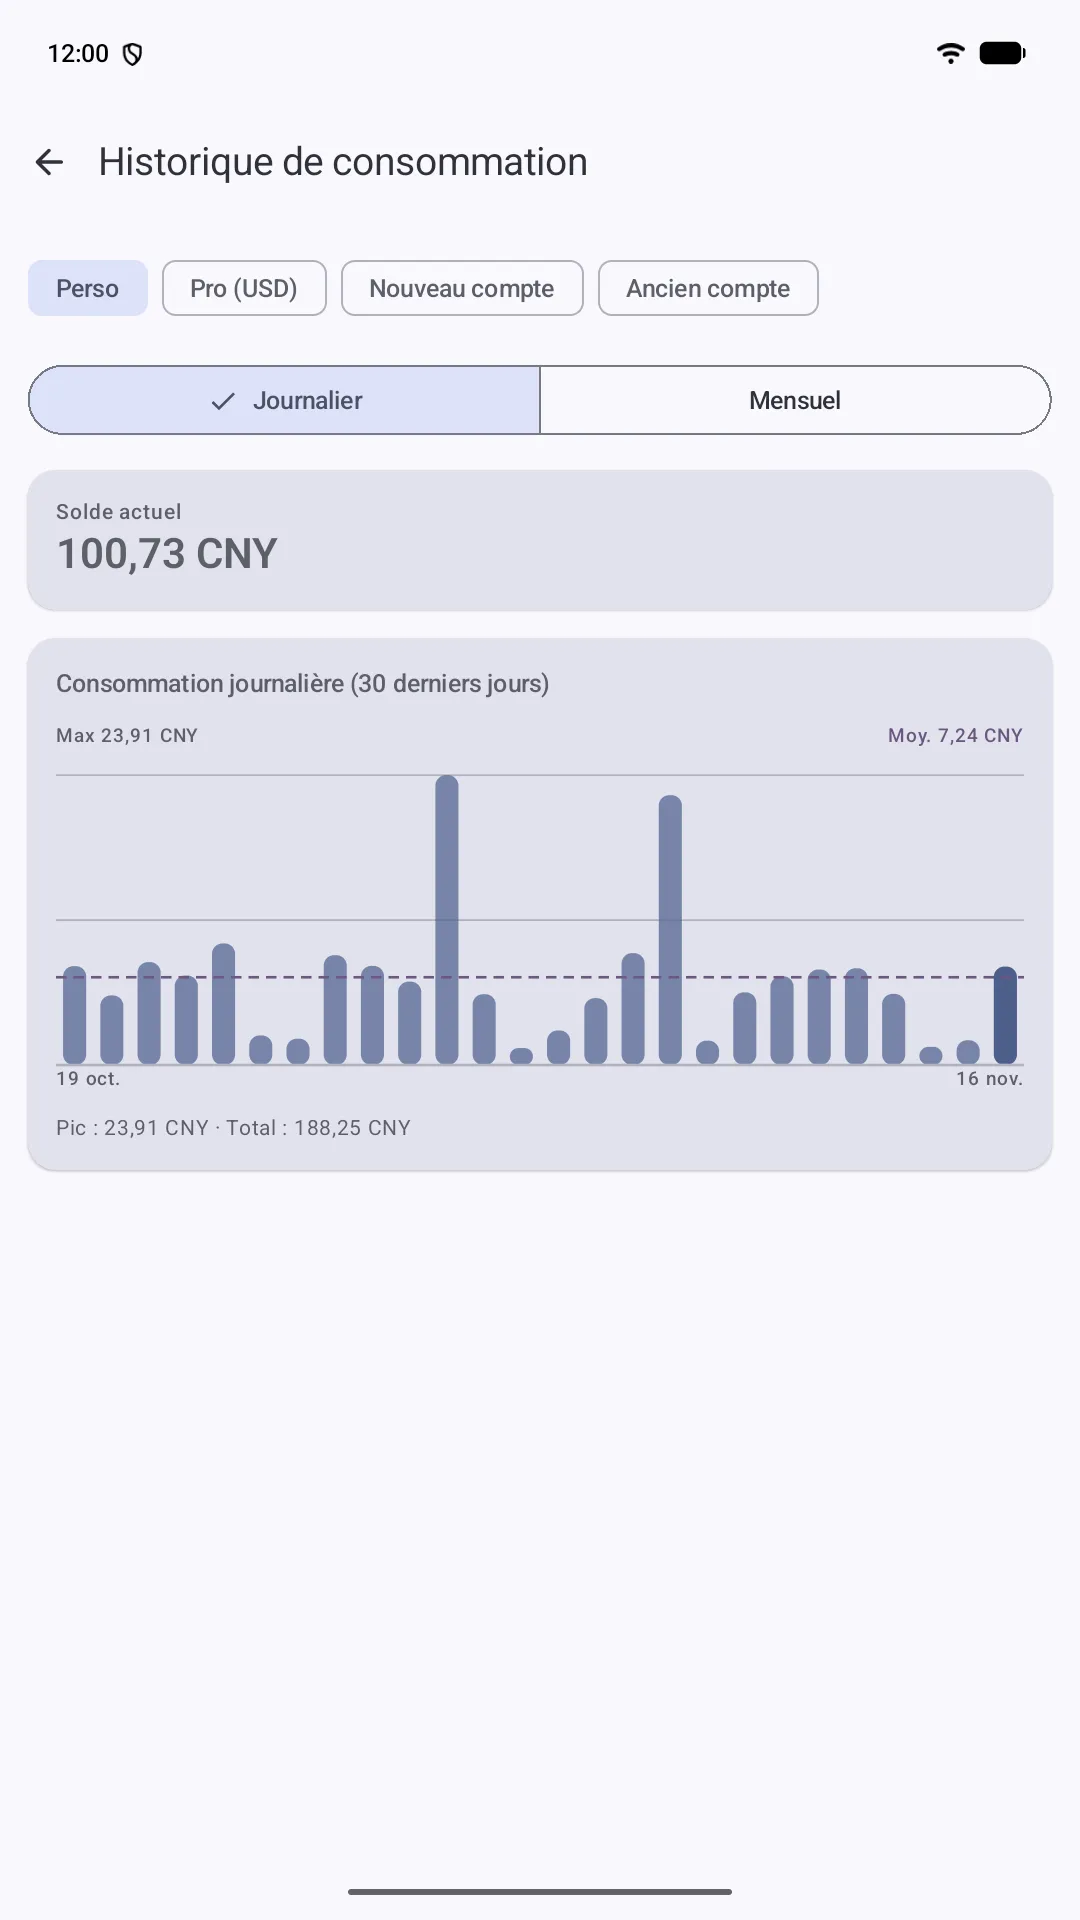 12:00
Historique de consommation
Perso
Pro (USD)
Nouveau compte
Ancien compte
Journalier
Mensuel
Solde actuel
100,73 CNY
Consommation journalière (30 derniers jours)
Max 23,91 CNY
Moy. 7,24 CNY
19 oct.
16 nov.
Pic : 23,91 CNY · Total : 188,25 CNY